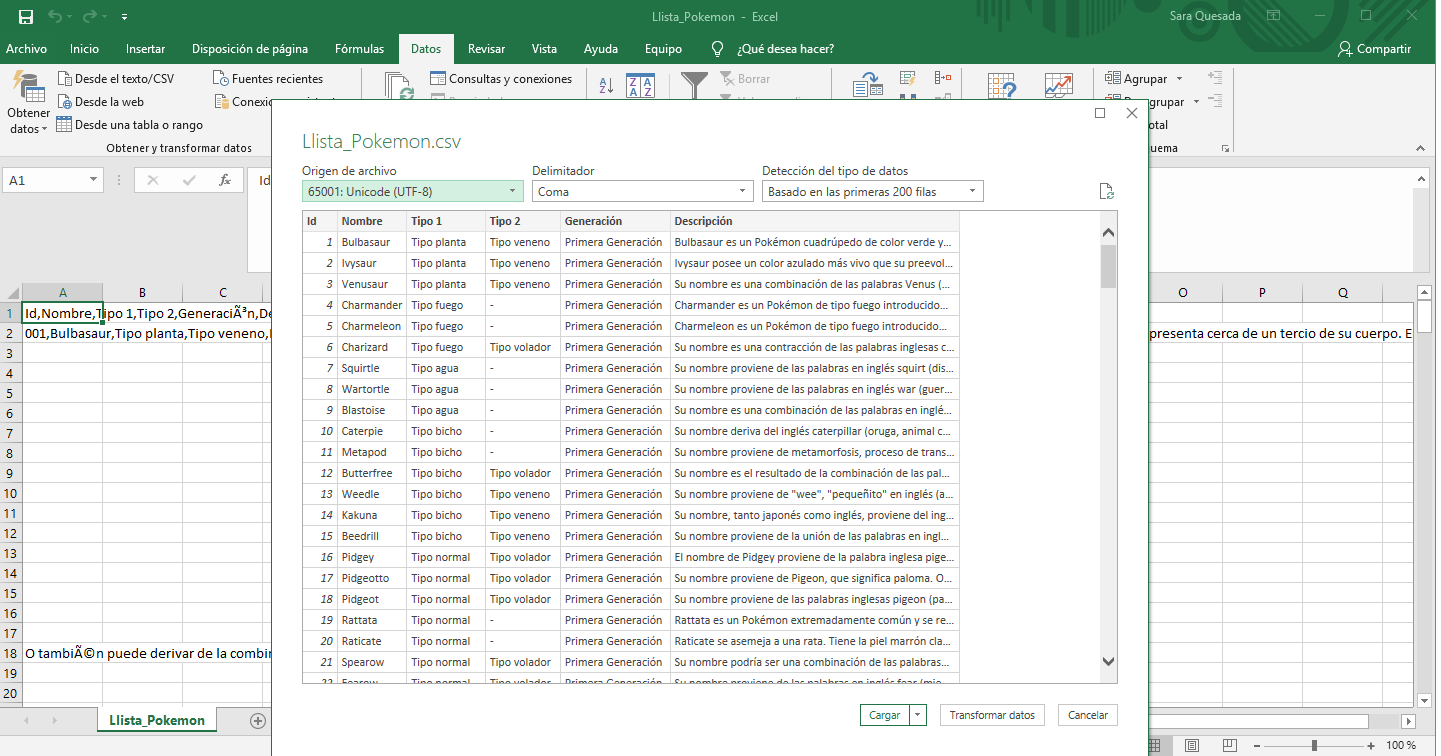 Llista_Pokemon - Excel
Sara Quesada
Archivo Inicio Insertar Disposición de página Fórmulas Datos Revisar Vista Ayuda Equipo ¿Qué desea hacer? Compartir
Obtener datos
Desde el texto/CSV
Desde la web
Desde una tabla o rango
Fuentes recientes
Obtener y transformar datos
Consultas y conexiones
Borrar
Agrupar
A1
fx
Id
Llista_Pokemon.csv
Origen de archivo Delimitador Detección del tipo de datos
65001: Unicode (UTF-8) Coma Basado en las primeras 200 filas
Id Nombre Tipo 1 Tipo 2 Generación Descripción
1 Bulbasaur Tipo planta Tipo veneno Primera Generación Bulbasaur es un Pokémon cuadrúpedo de color verde y...
2 Ivysaur Tipo planta Tipo veneno Primera Generación Ivysaur posee un color azulado más vivo que su preevol...
3 Venusaur Tipo planta Tipo veneno Primera Generación Su nombre es una combinación de las palabras Venus (...
4 Charmander Tipo fuego - Primera Generación Charmander es un Pokémon de tipo fuego introducido...
5 Charmeleon Tipo fuego - Primera Generación Charmeleon es un Pokémon de tipo fuego introducido...
6 Charizard Tipo fuego Tipo volador Primera Generación Su nombre es una contracción de las palabras inglesas c...
7 Squirtle Tipo agua - Primera Generación Su nombre proviene de las palabras en inglés squirt (dis...
8 Wartortle Tipo agua - Primera Generación Su nombre proviene de las palabras en inglés war (guer...
9 Blastoise Tipo agua - Primera Generación Su nombre es una combinación de las palabras en inglé...
10 Caterpie Tipo bicho - Primera Generación Su nombre deriva del inglés caterpillar (oruga, animal c...
11 Metapod Tipo bicho - Primera Generación Su nombre proviene de metamorfosis, proceso de trans...
12 Butterfree Tipo bicho Tipo volador Primera Generación Su nombre es el resultado de la combinación de las pal...
13 Weedle Tipo bicho Tipo veneno Primera Generación Su nombre proviene de "wee", "pequeñito" en inglés (a...
14 Kakuna Tipo bicho Tipo veneno Primera Generación Su nombre, tanto japonés como inglés, proviene del ing...
15 Beedrill Tipo bicho Tipo veneno Primera Generación Su nombre proviene de la unión de las palabras en ingl...
16 Pidgey Tipo normal Tipo volador Primera Generación El nombre de Pidgey proviene de la palabra inglesa pige...
17 Pidgeotto Tipo normal Tipo volador Primera Generación Su nombre proviene de Pigeon, que significa paloma. O...
18 Pidgeot Tipo normal Tipo volador Primera Generación Su nombre proviene de las palabras inglesas pigeon (pa...
19 Rattata Tipo normal - Primera Generación Rattata es un Pokémon extremadamente común y se re...
20 Raticate Tipo normal - Primera Generación Raticate se asemeja a una rata. Tiene la piel marrón cla...
21 Spearow Tipo normal Tipo volador Primera Generación Su nombre podría ser una combinación de las palabras...
Cargar Transformar datos Cancelar
A B C O P Q
1 Id,Nombre,Tipo 1,Tipo 2,GeneraciÃ³n,De
2 001,Bulbasaur,Tipo planta,Tipo veneno, presenta cerca de un tercio de su cuerpo. E
3
4
5
6
7
8
9
10
11
12
13
14
15
16
17
18 O tambiÃ©n puede derivar de la combin
19
20
Llista_Pokemon
100 %